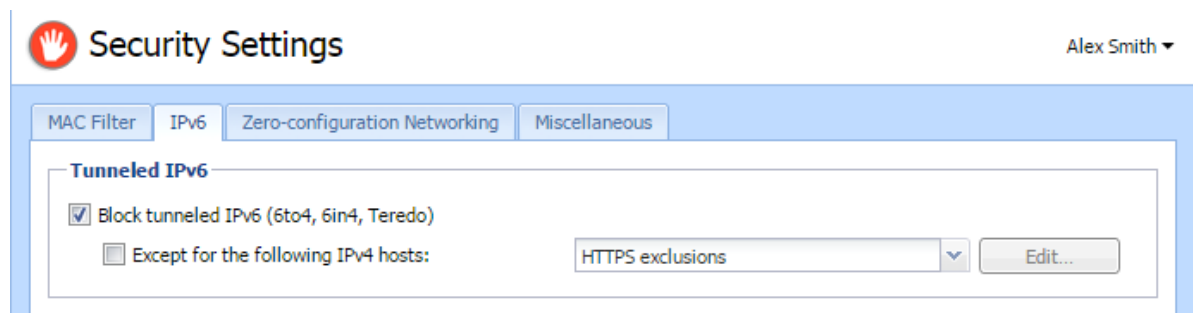 Security Settings
Alex Smith
MAC Filter IPv6 Zero-configuration Networking Miscellaneous
Tunneled IPv6
Block tunneled IPv6 (6to4, 6in4, Teredo)
Except for the following IPv4 hosts: HTTPS exclusions Edit...